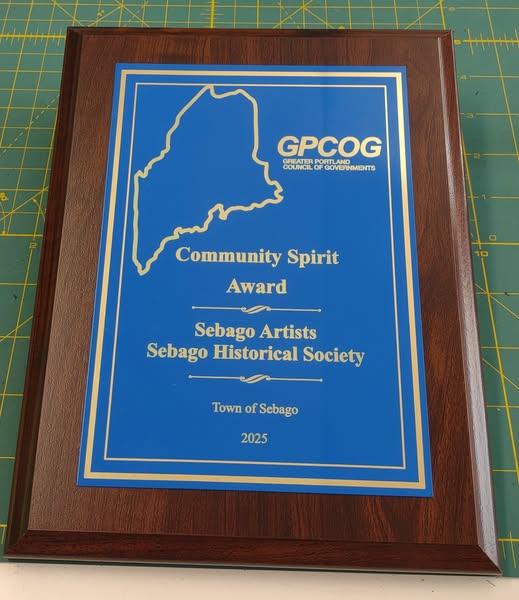 GPCOG
GREATER PORTLAND
COUNCIL OF GOVERNMENTS
Community Spirit
Award
Sebago Artists
Sebago Historical Society
Town of Sebago
2025